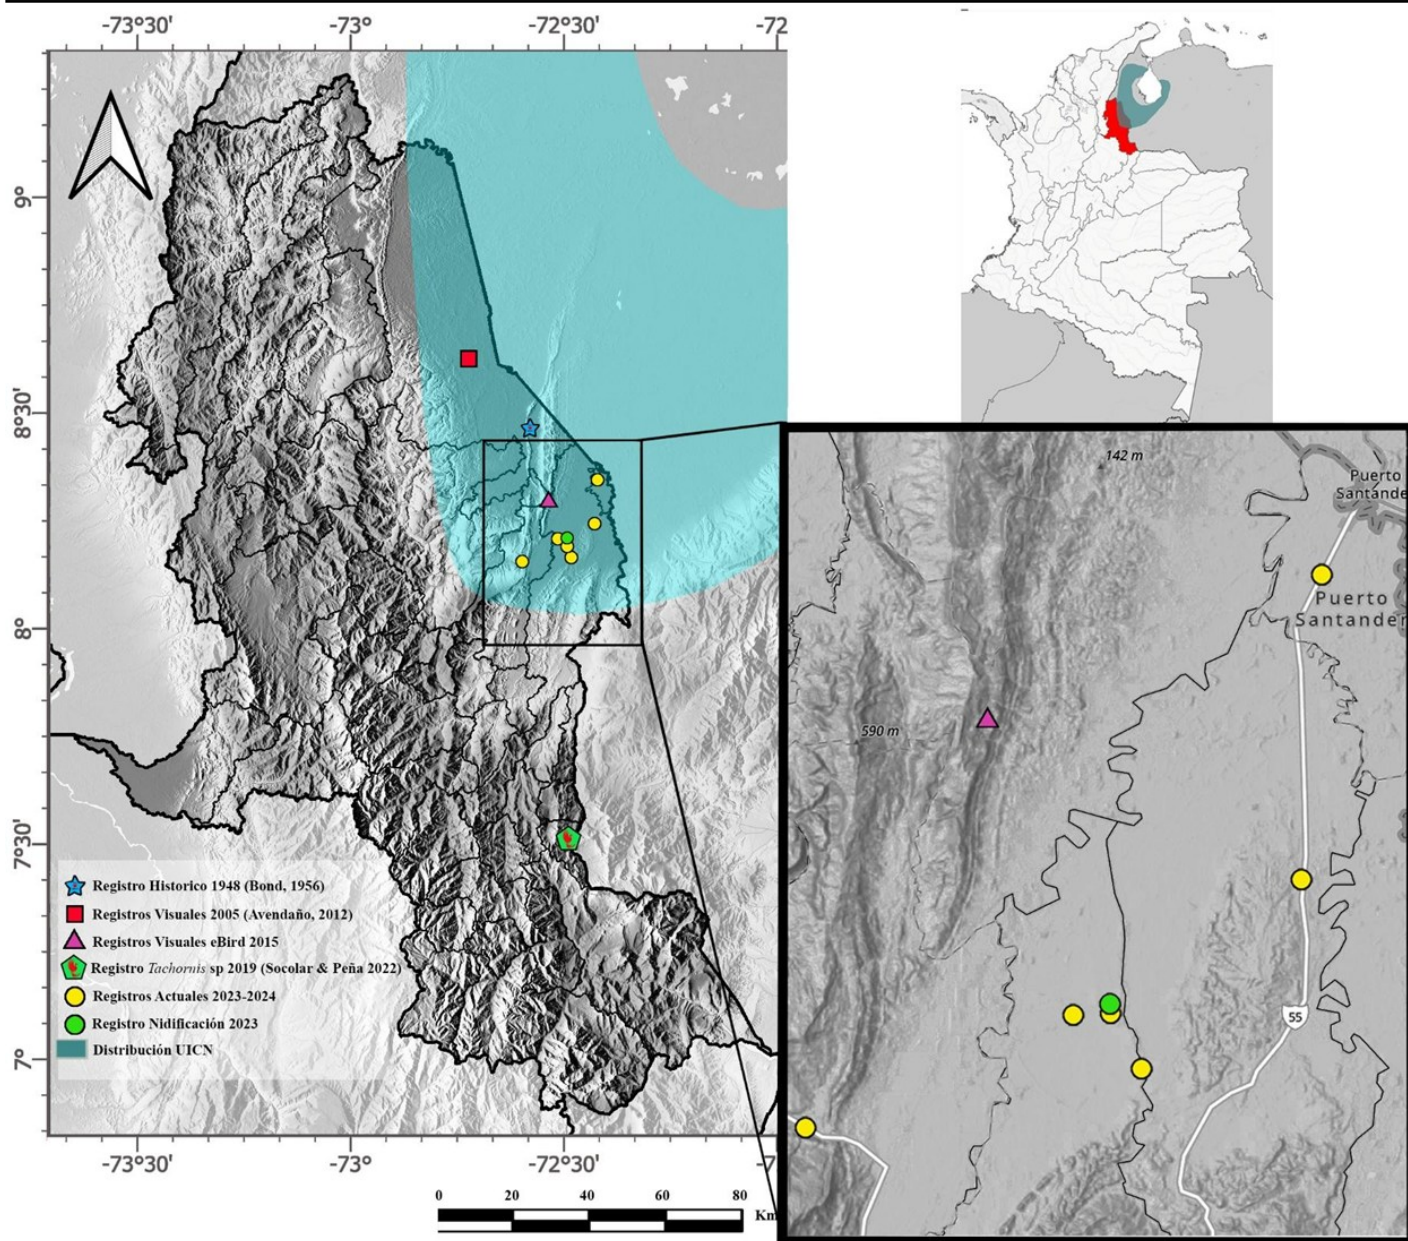 -73°30'
-73°
-72°30'
-72
9°
8°30'
8°
7°30'
7°
Registro Historico 1948 (Bond, 1956)
Registros Visuales 2005 (Avendaño, 2012)
Registros Visuales eBird 2015
Registro Tachornis sp 2019 (Socolar & Peña 2022)
Registros Actuales 2023-2024
Registro Nidificación 2023
Distribución UICN
-73°30'
-73°
-72°30'
-7
0 20 40 60 80
Km
142 m
Puerto
Santande
Puerto
Santander
590 m
55